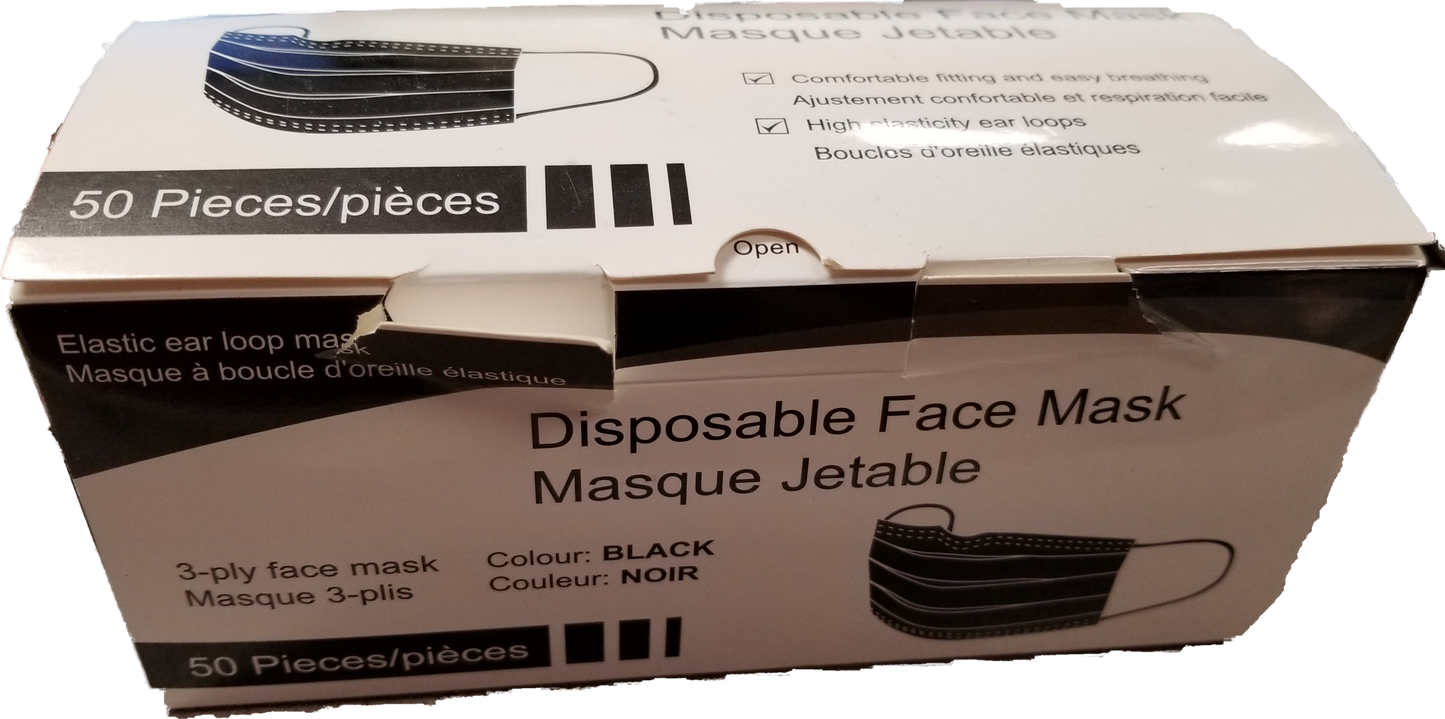 Disposable Face Mask
Masque Jetable
Comfortable fitting and easy breathing
Ajustement confortable et respiration facile
High elasticity ear loops
Boucles d'oreille élastiques
50 Pieces/pièces
Open
Elastic ear loop mask
Masque à boucle d'oreille élastique
Disposable Face Mask
Masque Jetable
3-ply face mask
Masque 3-plis
Colour: BLACK
Couleur: NOIR
50 Pieces/pièces